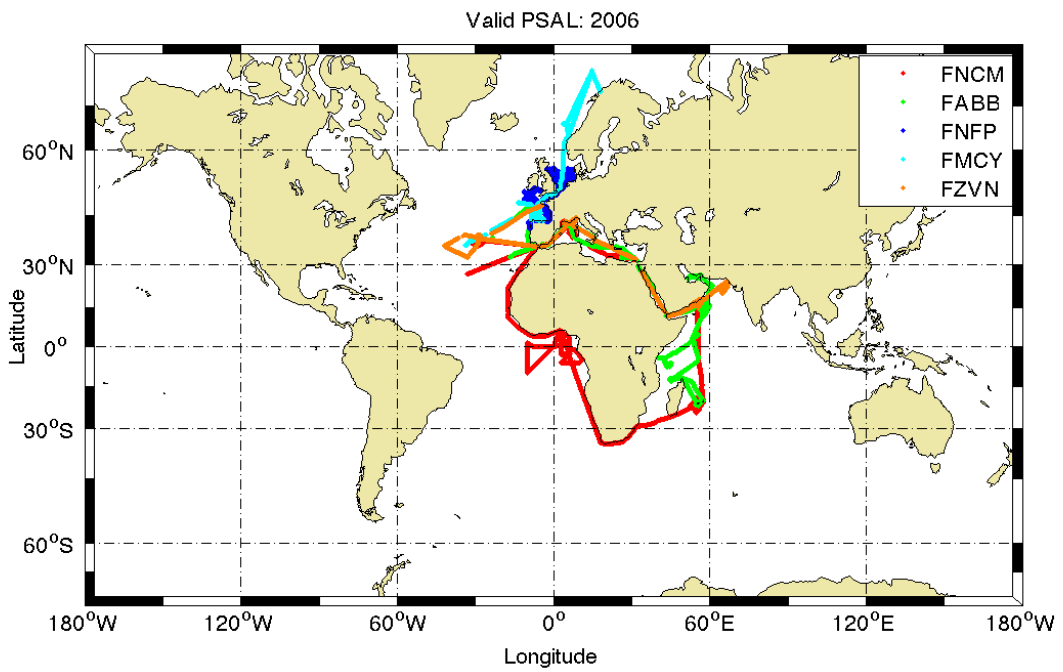 Valid PSAL: 2006
FNCM
FABB
FNFP
FMCY
FZVN
60°N
30°N
0°
30°S
60°S
Latitude
180°W
120°W
60°W
0°
60°E
120°E
180°W
Longitude